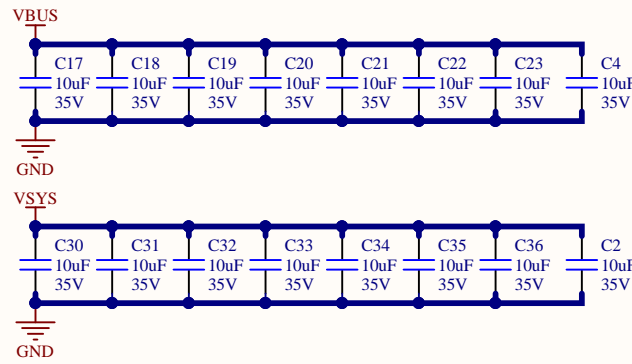 VBUS
C17 C18 C19 C20 C21 C22 C23 C4
10uF 10uF 10uF 10uF 10uF 10uF 10uF 10uF
35V 35V 35V 35V 35V 35V 35V 35V
GND
VSYS
C30 C31 C32 C33 C34 C35 C36 C2
10uF 10uF 10uF 10uF 10uF 10uF 10uF 10uF
35V 35V 35V 35V 35V 35V 35V 35V
GND